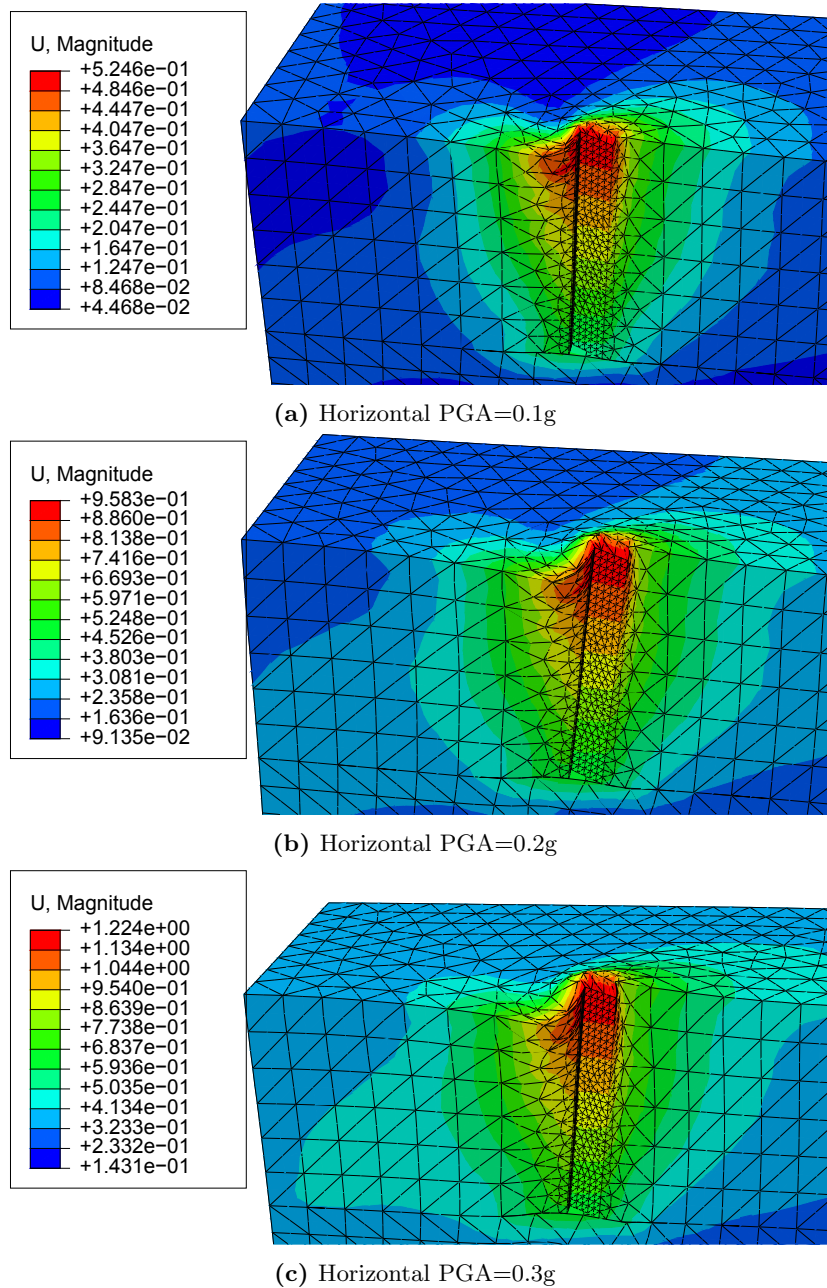 U, Magnitude
+5.246e−01
+4.846e−01
+4.447e−01
+4.047e−01
+3.647e−01
+3.247e−01
+2.847e−01
+2.447e−01
+2.047e−01
+1.647e−01
+1.247e−01
+8.468e−02
+4.468e−02
(a) Horizontal PGA=0.1g
U, Magnitude
+9.583e−01
+8.860e−01
+8.138e−01
+7.416e−01
+6.693e−01
+5.971e−01
+5.248e−01
+4.526e−01
+3.803e−01
+3.081e−01
+2.358e−01
+1.636e−01
+9.135e−02
(b) Horizontal PGA=0.2g
U, Magnitude
+1.224e+00
+1.134e+00
+1.044e+00
+9.540e−01
+8.639e−01
+7.738e−01
+6.837e−01
+5.936e−01
+5.035e−01
+4.134e−01
+3.233e−01
+2.332e−01
+1.431e−01
(c) Horizontal PGA=0.3g